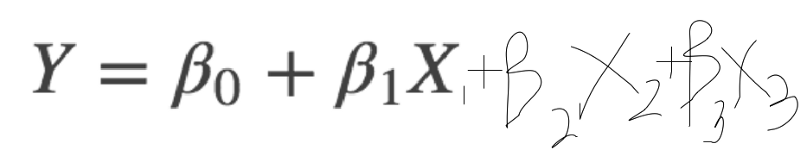 Y = β₀ + β₁X₁ + β₂X₂ + β₃X₃